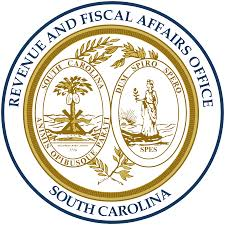 REVENUE AND FISCAL AFFAIRS OFFICE
SOUTH CAROLINA
ANIMIS OPIBUSQUE PARATI
DUM SPIRO SPERO
SPES
SOUTH CAROLINA